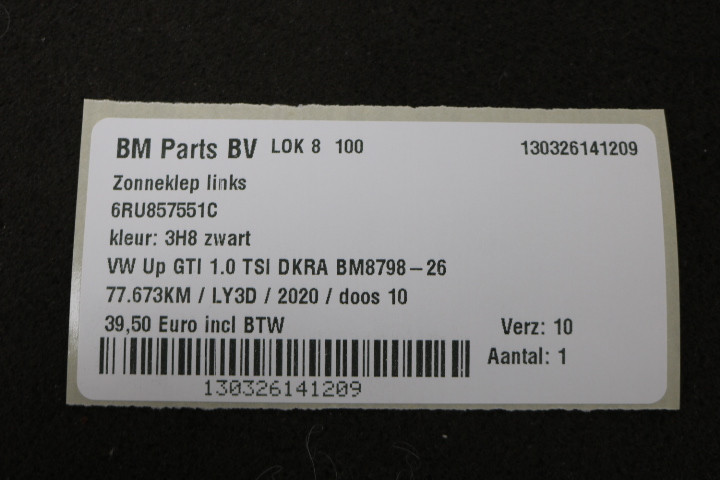 BM Parts BV LOK 8 100 130326141209
Zonneklep links
6RU857551C
kleur: 3H8 zwart
VW Up GTI 1.0 TSI DKRA BM8798-26
77.673KM / LY3D / 2020 / doos 10
39,50 Euro incl BTW Verz: 10
Aantal: 1
130326141209